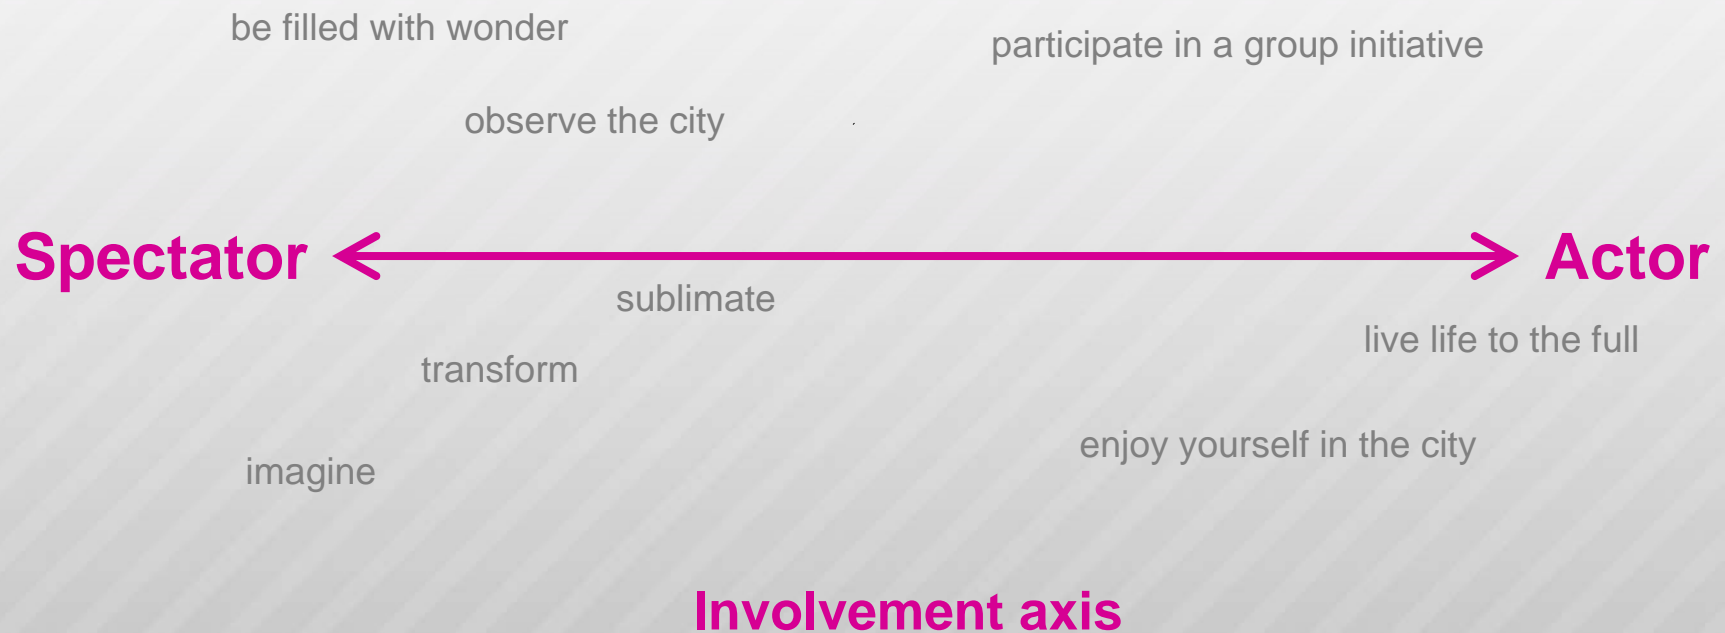 be filled with wonder
participate in a group initiative
observe the city
Spectator
Actor
sublimate
live life to the full
transform
enjoy yourself in the city
imagine
Involvement axis